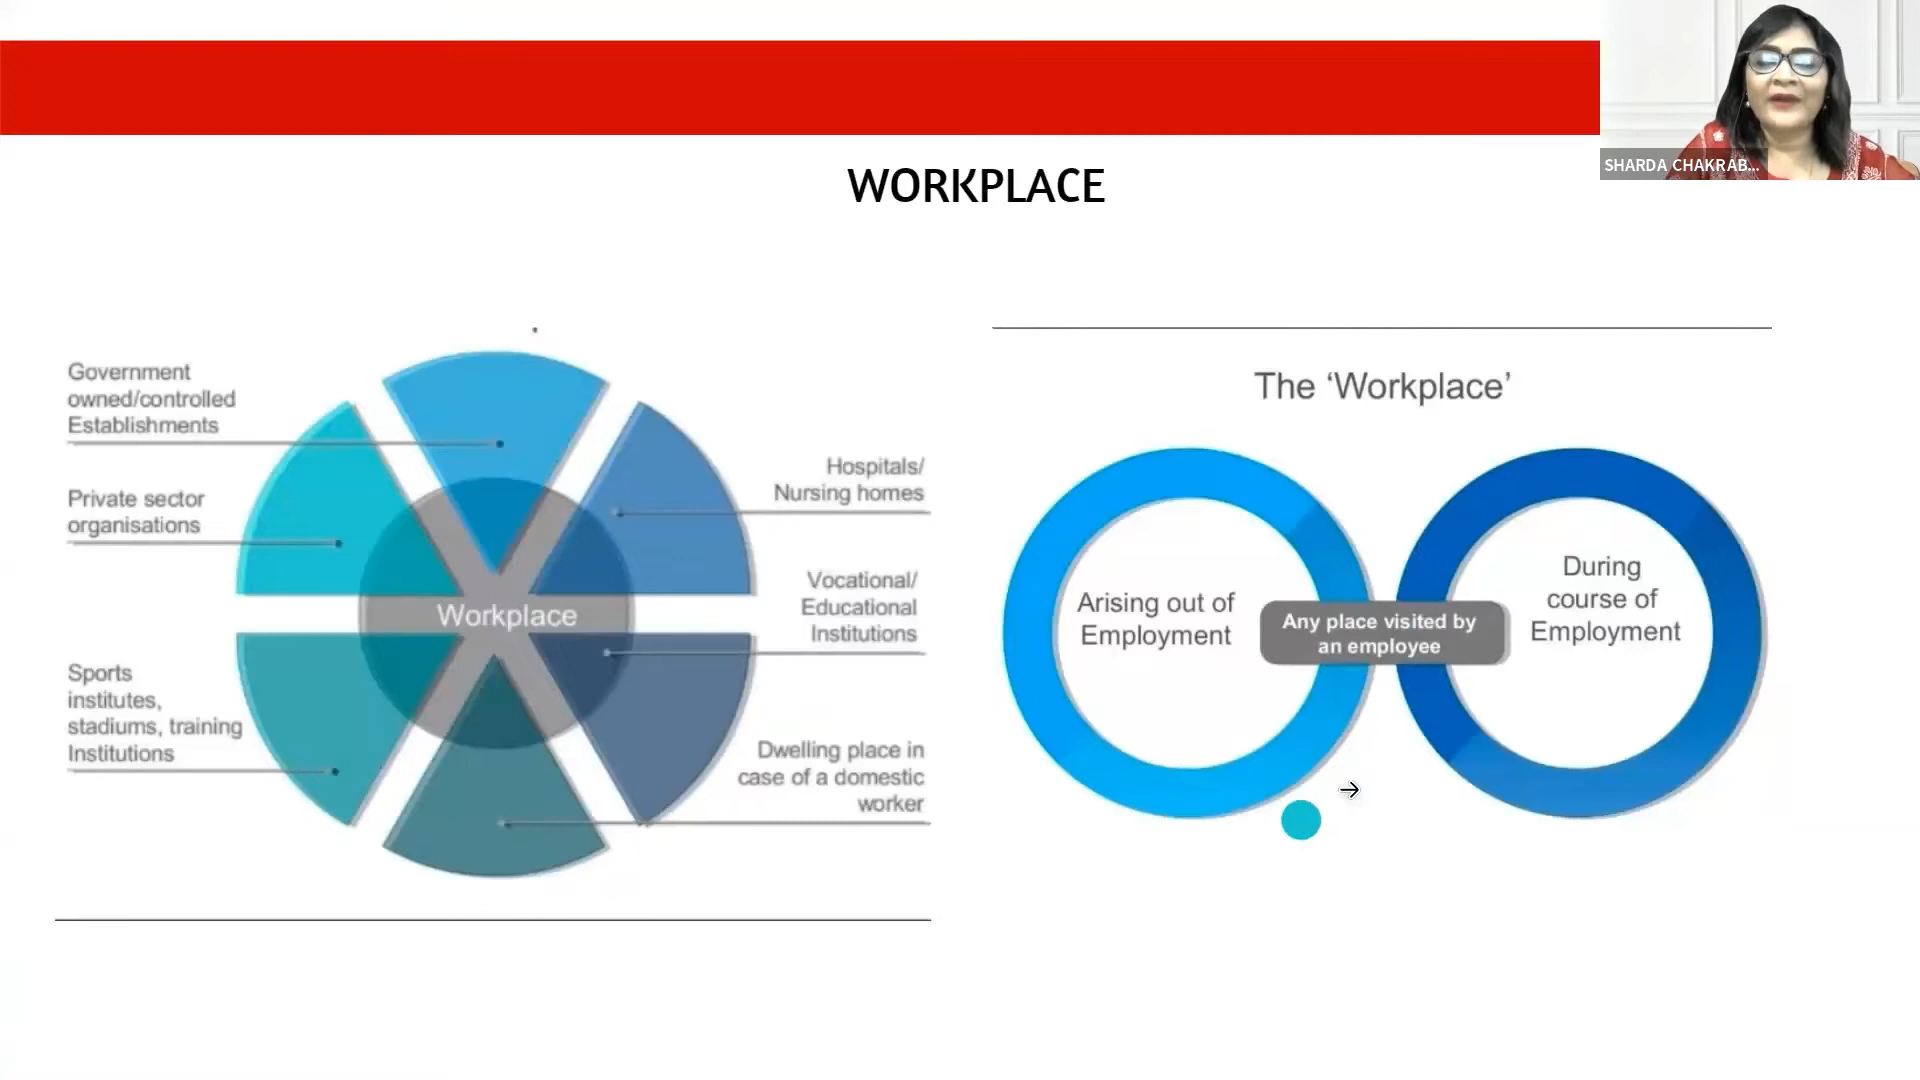 SHARDA CHAKRAB...
WORKPLACE
Government
owned/controlled
Establishments
Private sector
organisations
Sports
institutes,
stadiums, training
Institutions
Workplace
Hospitals/
Nursing homes
Vocational/
Educational
Institutions
Dwelling place in
case of a domestic
worker
The ‘Workplace’
Arising out of
Employment
Any place visited by
an employee
During
course of
Employment